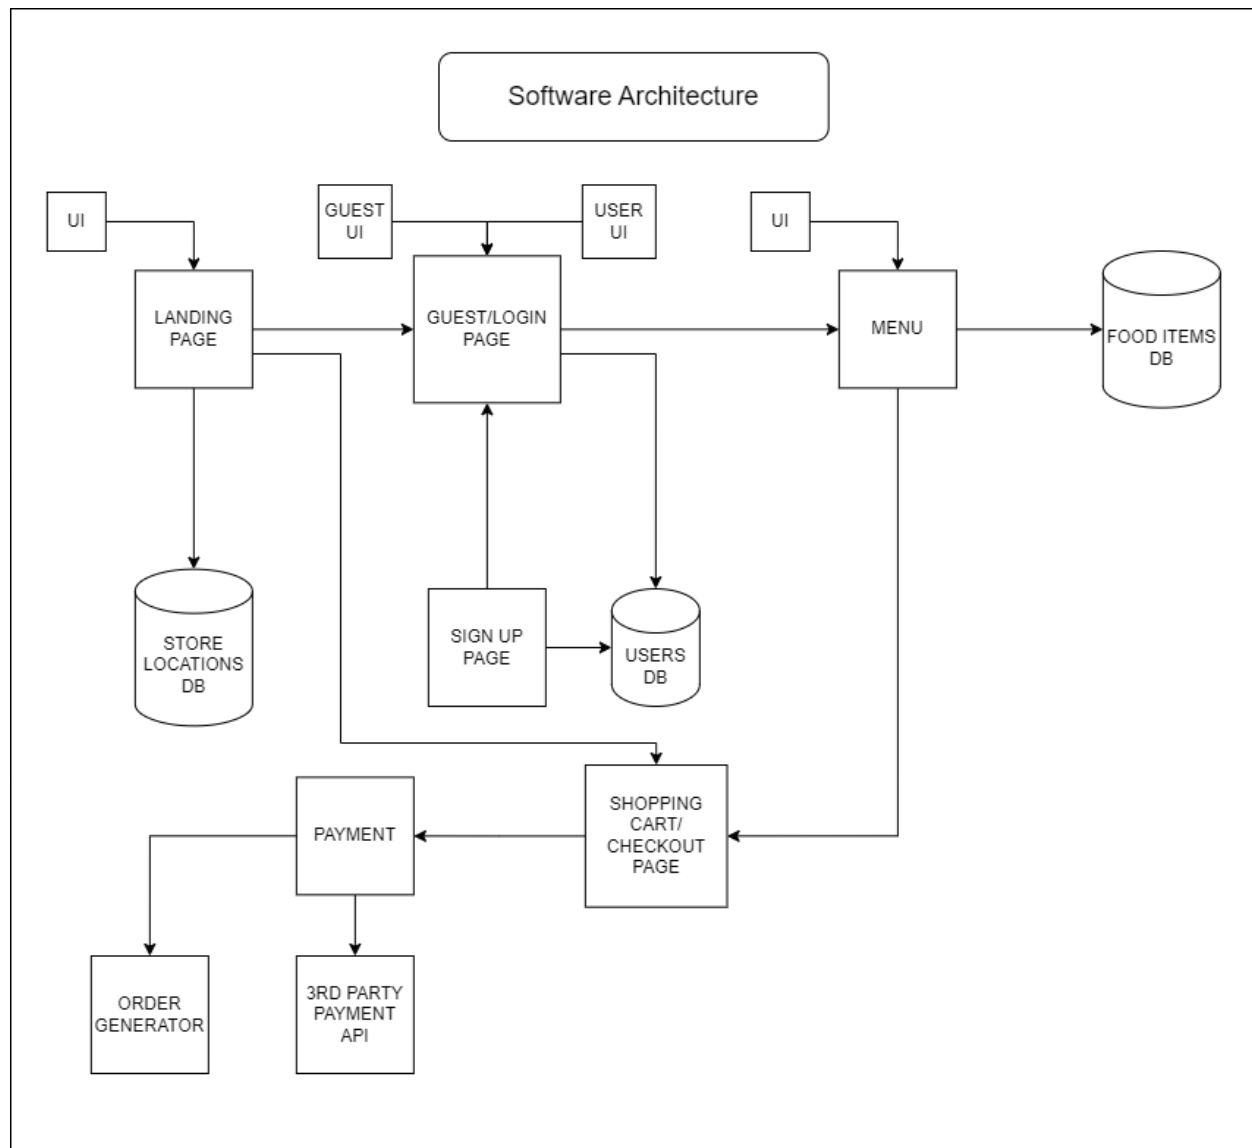 Software Architecture
UI
GUEST
UI
USER
UI
UI
LANDING
PAGE
GUEST/LOGIN
PAGE
MENU
FOOD ITEMS
DB
STORE
LOCATIONS
DB
SIGN UP
PAGE
USERS
DB
PAYMENT
SHOPPING
CART/
CHECKOUT
PAGE
ORDER
GENERATOR
3RD PARTY
PAYMENT
API